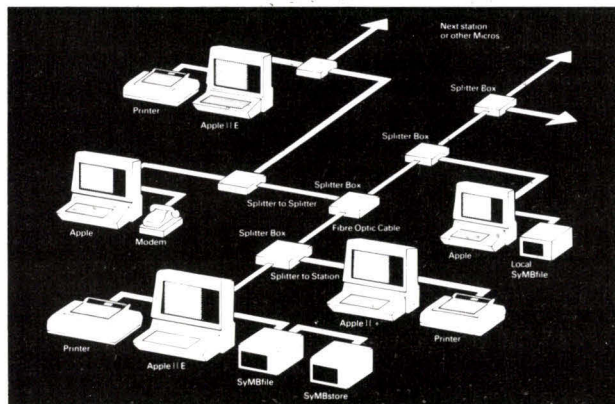 Next station
or other Micros
Splitter Box
Printer
Apple II E
Splitter Box
Splitter Box
Splitter to Splitter
Apple
Modem
Fibre Optic Cable
Splitter Box
Apple
Local
SyMBfile
Splitter to Station
Apple II +
Printer
Printer
Apple II E
SyMBfile
SyMBstore